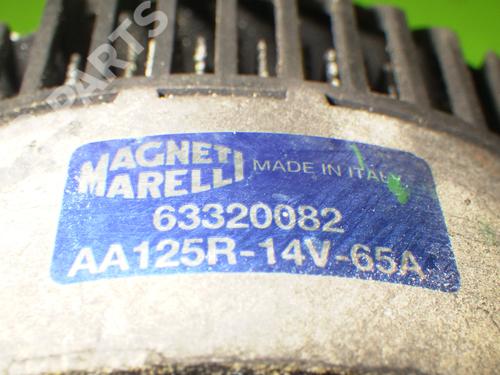 B-PARTS
MAGNETI
MARELLI
MADE IN ITALY
63320082
AA125R-14V-65A